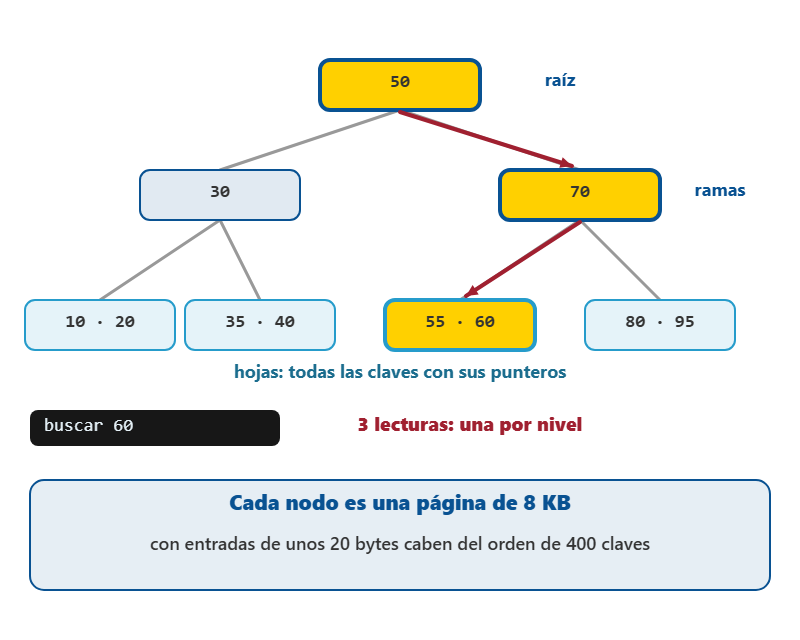 50
raíz
30
70
ramas
10 · 20
35 · 40
55 · 60
80 · 95
hojas: todas las claves con sus punteros
buscar 60
3 lecturas: una por nivel
Cada nodo es una página de 8 KB
con entradas de unos 20 bytes caben del orden de 400 claves